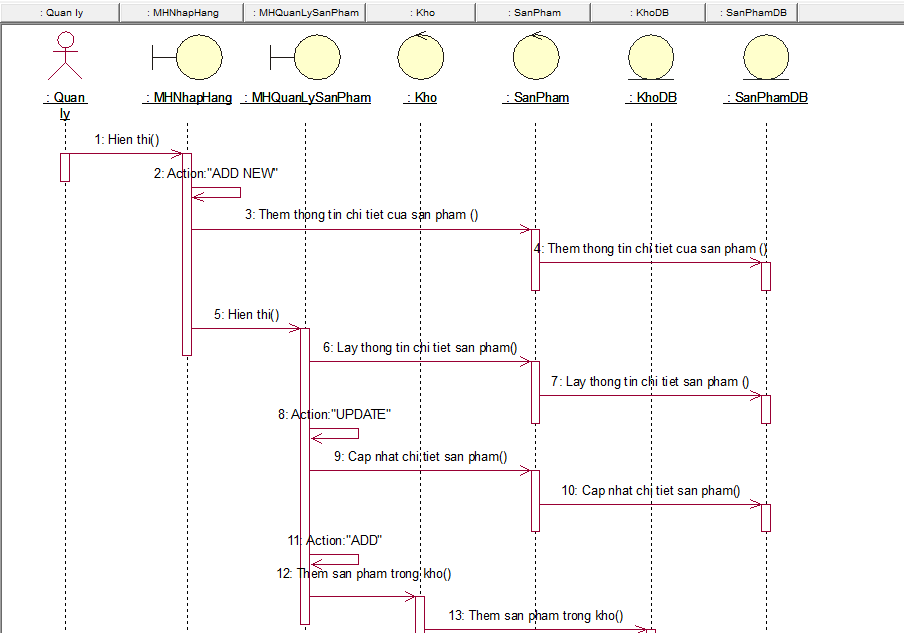 : Quan ly : MHNhapHang : MHQuanLySanPham : Kho : SanPham : KhoDB : SanPhamDB
: Quan : MHNhapHang : MHQuanLySanPham : Kho : SanPham : KhoDB : SanPhamDB
ly
1: Hien thi()
2: Action:"ADD NEW"
3: Them thong tin chi tiet cua san pham ()
4: Them thong tin chi tiet cua san pham ()
5: Hien thi()
6: Lay thong tin chi tiet san pham()
7: Lay thong tin chi tiet san pham ()
8: Action:"UPDATE"
9: Cap nhat chi tiet san pham()
10: Cap nhat chi tiet san pham()
11: Action:"ADD"
12: Them san pham trong kho()
13: Them san pham trong kho()